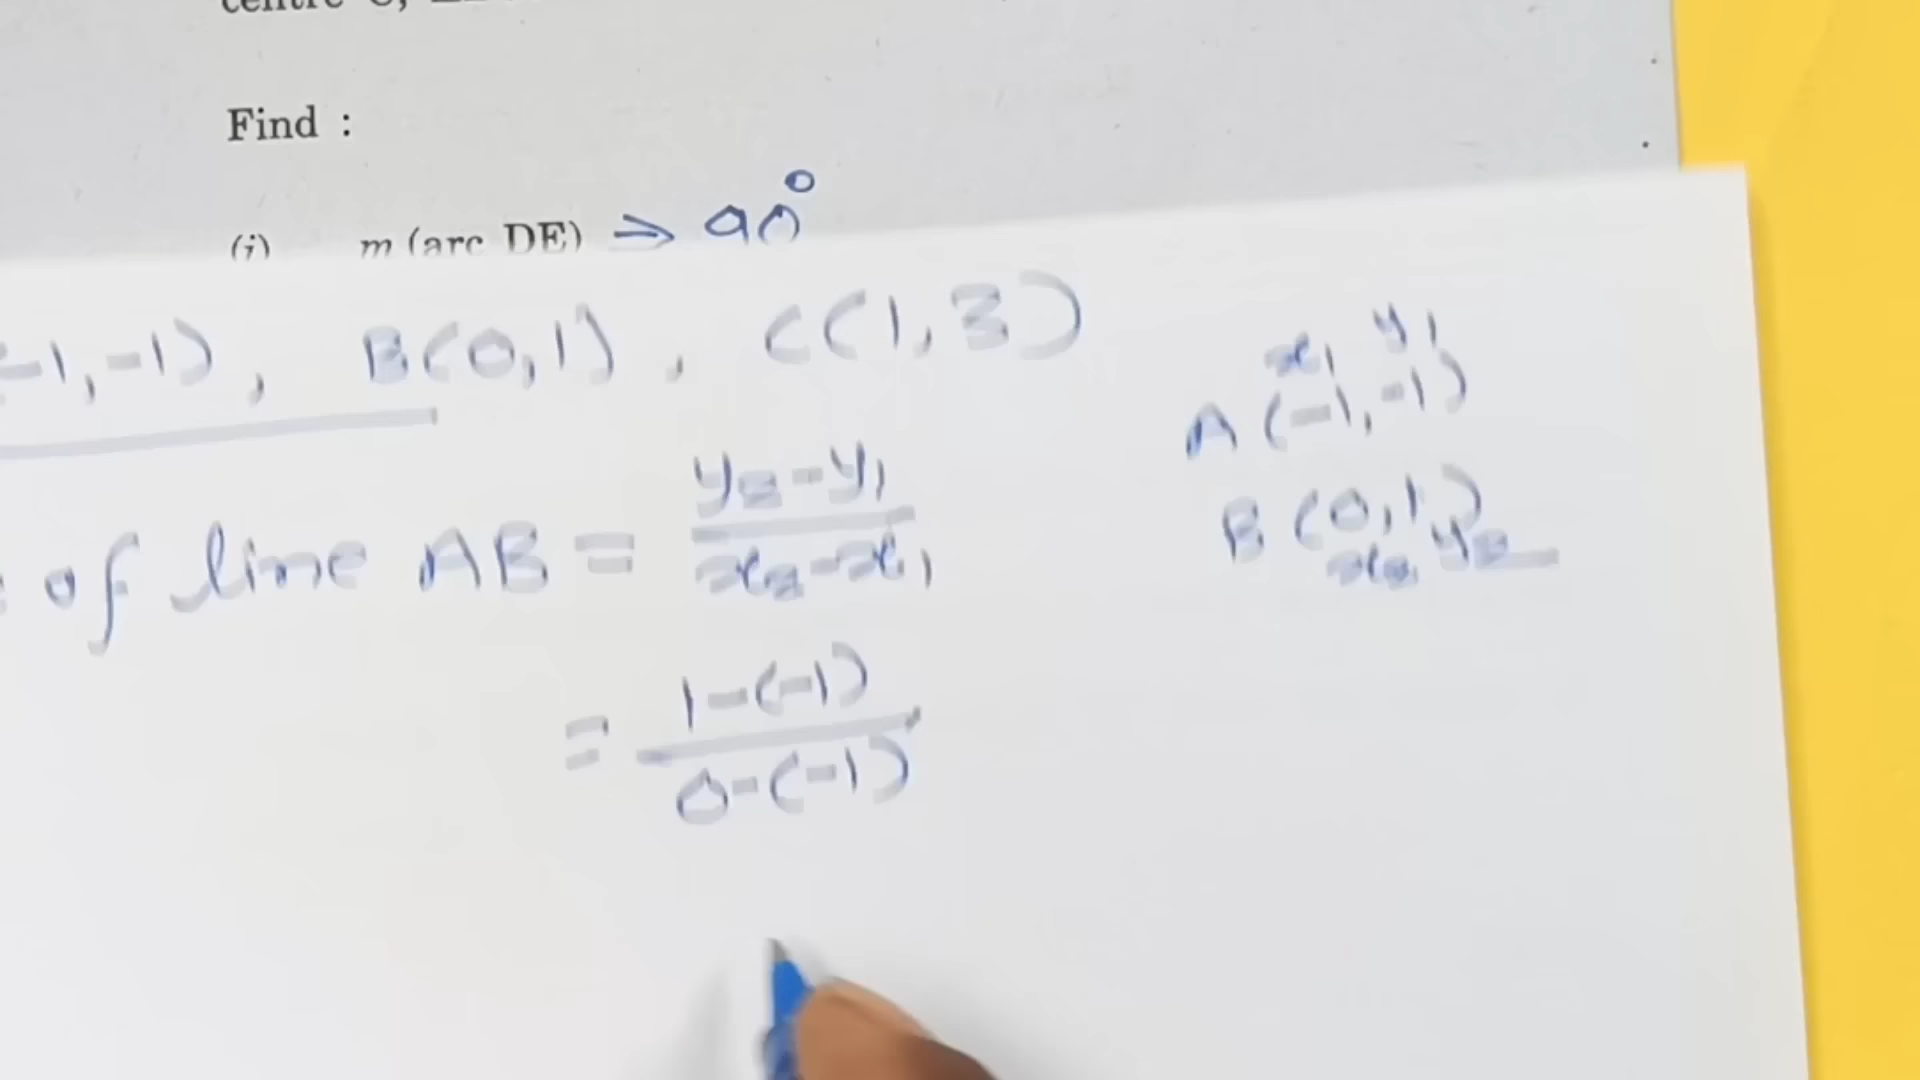 centre
Find :
(i) m (arc DE) ⇒ 90°
-1, -1), B(0,1), C(1,3)
x₁ y₁
A (-1,-1)
B (0,1)
x₂ y₂
of line AB = y₂-y₁ / x₂-x₁
= 1-(-1) / 0-(-1)